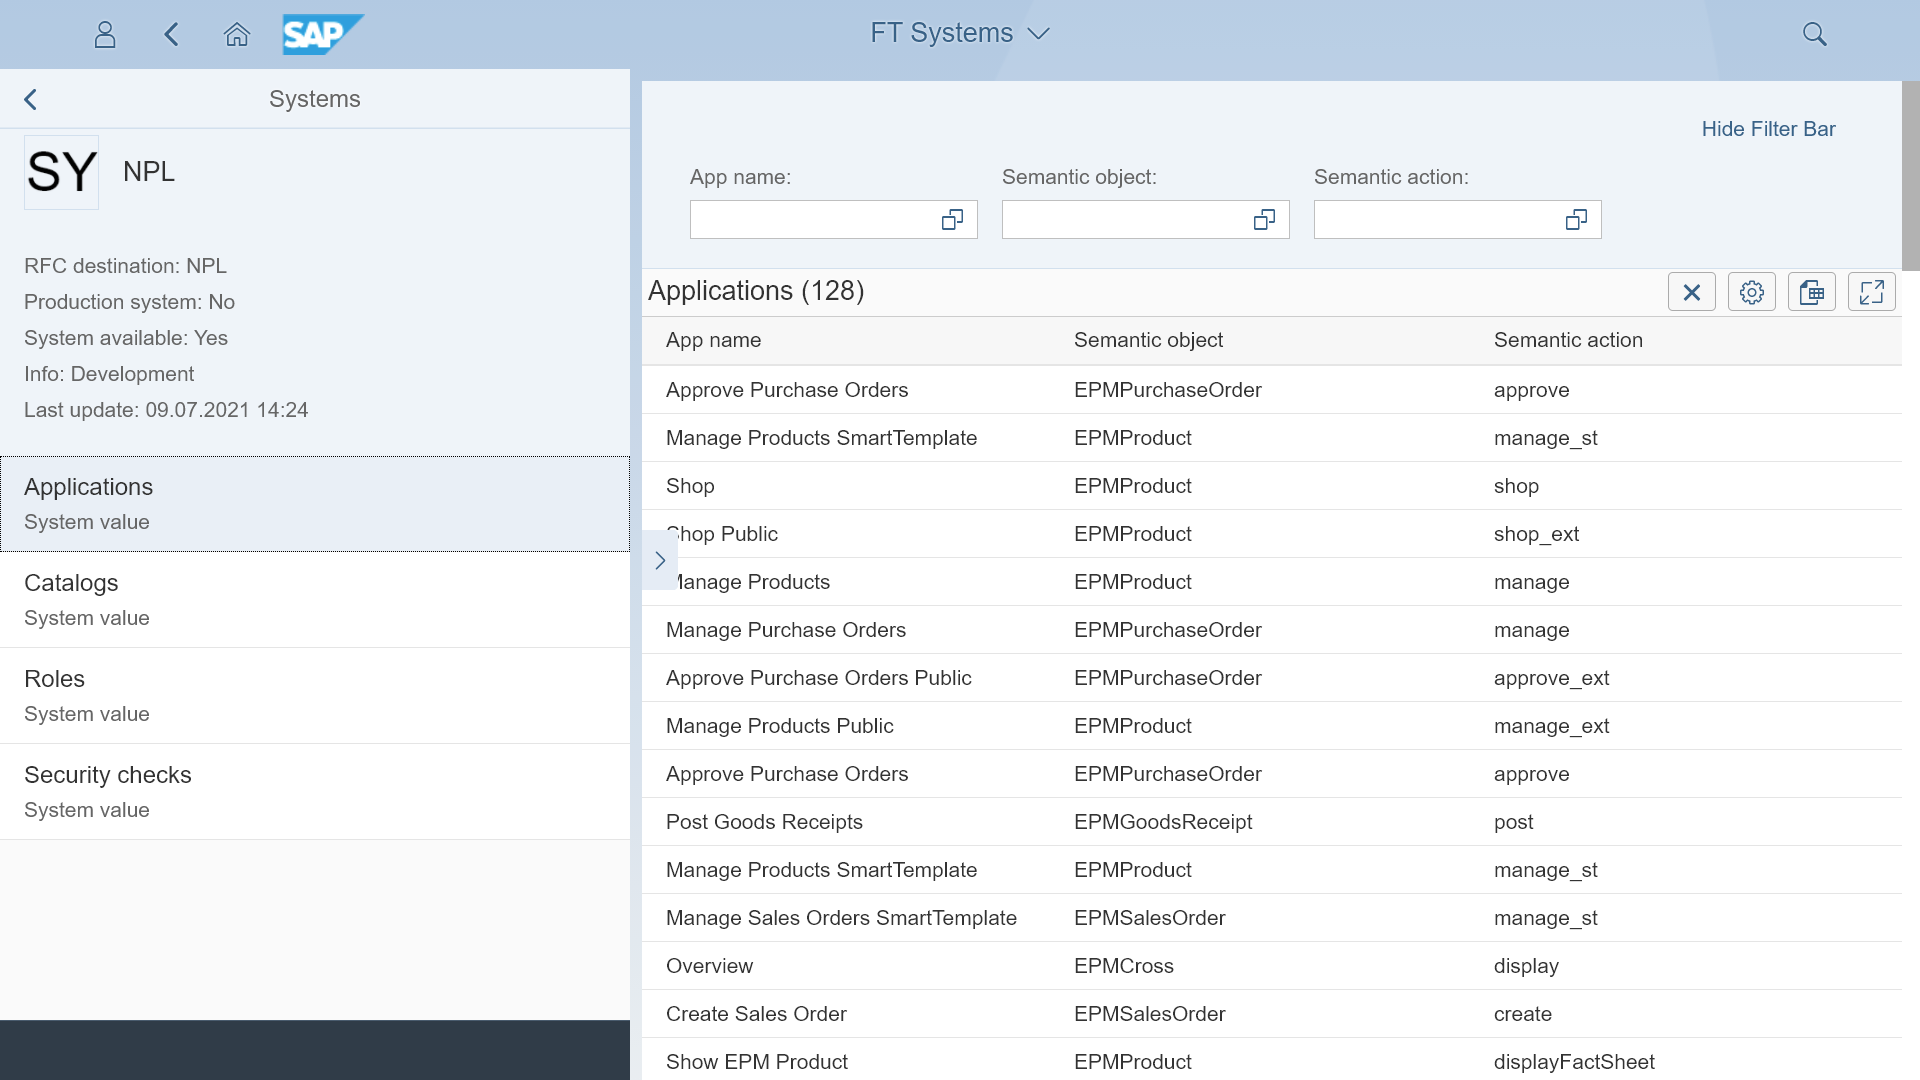 SAP
FT Systems
Systems
SY NPL
RFC destination: NPL
Production system: No
System available: Yes
Info: Development
Last update: 09.07.2021 14:24
Applications
System value
Catalogs
System value
Roles
System value
Security checks
System value
Hide Filter Bar
App name: Semantic object: Semantic action:
Applications (128)
App name Semantic object Semantic action
Approve Purchase Orders EPMPurchaseOrder approve
Manage Products SmartTemplate EPMProduct manage_st
Shop EPMProduct shop
Shop Public EPMProduct shop_ext
Manage Products EPMProduct manage
Manage Purchase Orders EPMPurchaseOrder manage
Approve Purchase Orders Public EPMPurchaseOrder approve_ext
Manage Products Public EPMProduct manage_ext
Approve Purchase Orders EPMPurchaseOrder approve
Post Goods Receipts EPMGoodsReceipt post
Manage Products SmartTemplate EPMProduct manage_st
Manage Sales Orders SmartTemplate EPMSalesOrder manage_st
Overview EPMCross display
Create Sales Order EPMSalesOrder create
Show EPM Product EPMProduct displayFactSheet